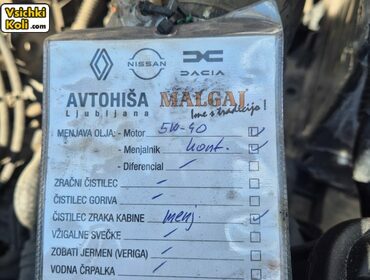 Vsichki
Koli.com
NISSAN
DACIA
AVTOHIŠA MALGAJ
Ljubljana Ime s tradicijo!
MENJAVA OLJA: - Motor 5W-40
- Menjalnik kont.
- Diferencial /
ZRAČNI ČISTILEC /
ČISTILEC GORIVA /
ČISTILEC ZRAKA KABINE menj.
VŽIGALNE SVEČKE /
ZOBATI JERMEN (VERIGA) /
VODNA ČRPALKA /